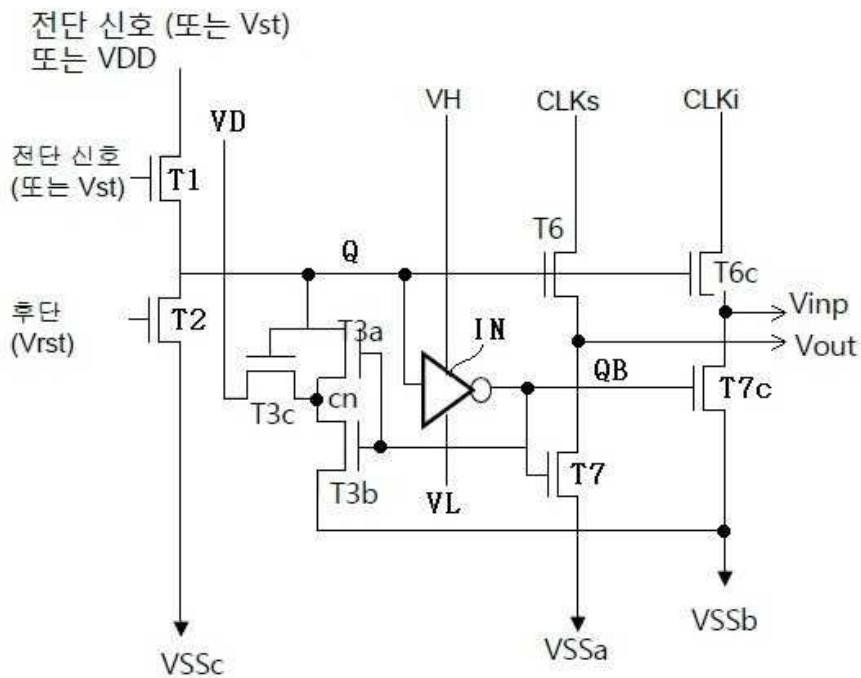 전단 신호 (또는 Vst)
또는 VDD
VD
VH
CLKs
CLKi
전단 신호
(또는 Vst)
T1
T6
Q
T6c
후단
(Vrst)
T2
Vinp
T3a
IN
Vout
QB
T3c
cn
T7c
T3b
VL
T7
VSSb
VSSc
VSSa